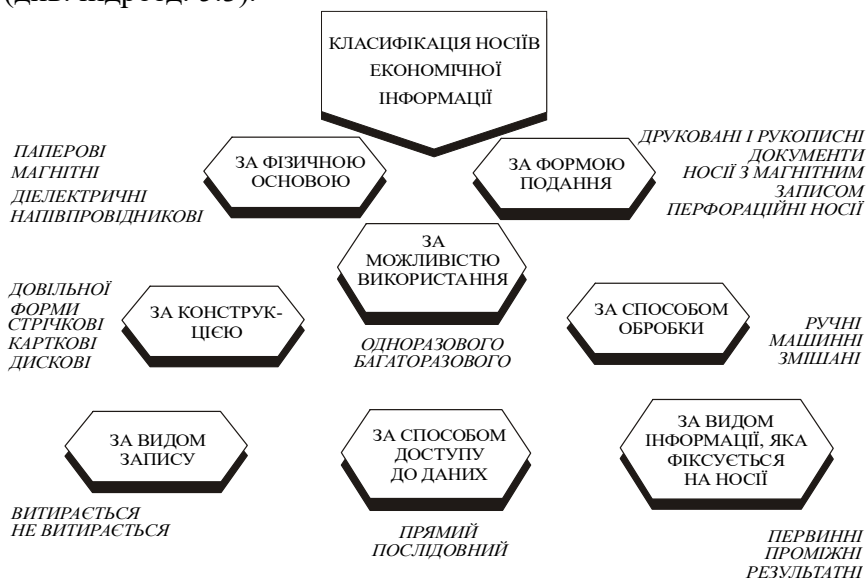 (див. підрозд. 3.3).
КЛАСИФІКАЦІЯ НОСІЇВ
ЕКОНОМІЧНОЇ
ІНФОРМАЦІЇ
ЗА ФІЗИЧНОЮ
ОСНОВОЮ
ПАПЕРОВІ
МАГНІТНІ
ДІЕЛЕКТРИЧНІ
НАПІВПРОВІДНИКОВІ
ЗА ФОРМОЮ
ПОДАННЯ
ДРУКОВАНІ І РУКОПИСНІ
ДОКУМЕНТИ
НОСІЇ З МАГНІТНИМ
ЗАПИСОМ
ПЕРФОРАЦІЙНІ НОСІЇ
ЗА КОНСТРУК-
ЦІЄЮ
ДОВІЛЬНОЇ
ФОРМИ
СТРІЧКОВІ
КАРТКОВІ
ДИСКОВІ
ЗА
МОЖЛИВІСТЮ
ВИКОРИСТАННЯ
ОДНОРАЗОВОГО
БАГАТОРАЗОВОГО
ЗА СПОСОБОМ
ОБРОБКИ
РУЧНІ
МАШИННІ
ЗМІШАНІ
ЗА ВИДОМ
ЗАПИСУ
ВИТИРАЄТЬСЯ
НЕ ВИТИРАЄТЬСЯ
ЗА СПОСОБОМ
ДОСТУПУ
ДО ДАНИХ
ПРЯМИЙ
ПОСЛІДОВНИЙ
ЗА ВИДОМ
ІНФОРМАЦІЇ, ЯКА
ФІКСУЄТЬСЯ
НА НОСІЇ
ПЕРВИННІ
ПРОМІЖНІ
РЕЗУЛЬТАТНІ